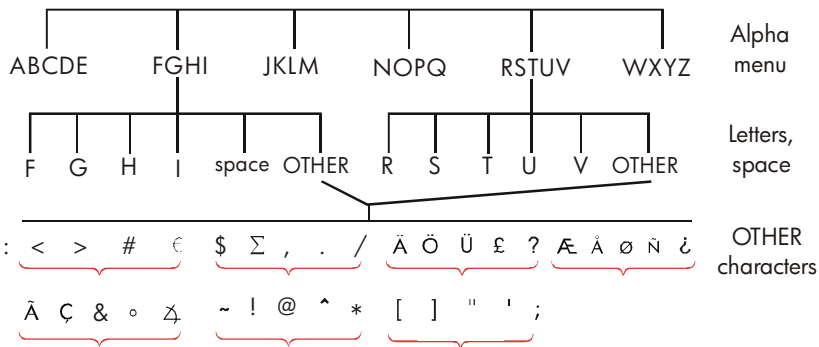 ABCDE FGHI JKLM NOPQ RSTUV WXYZ
Alpha
menu
F G H I space OTHER R S T U V OTHER
Letters,
space
: < > # € $ Σ , . / Ä Ö Ü £ ? Æ Å Ø Ñ ¿
OTHER
characters
Ã Ç & ° ∡ ~ ! @ ^ * [ ] " ' ;